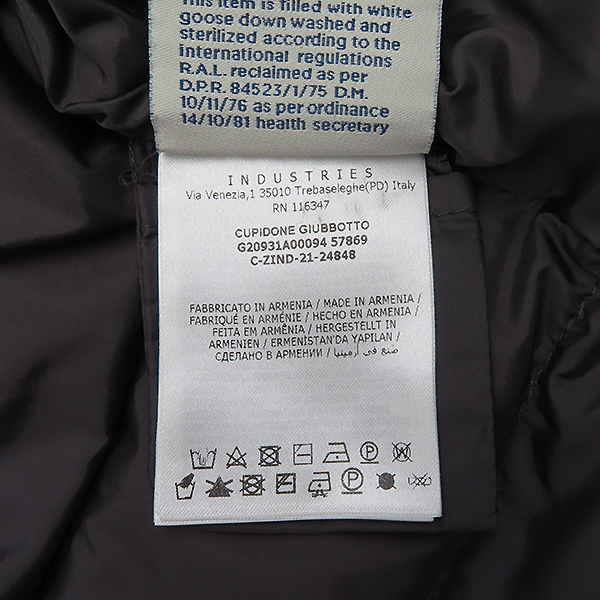 This item is filled with white
goose down washed and
sterilized according to the
international regulations
R.A.L. reclaimed as per
D.P.R. 84523/1/75 D.M.
10/11/76 as per ordinance
14/10/81 health secretary
INDUSTRIES
Via Venezia,1 35010 Trebaseleghe(PD) Italy
RN 116347
CUPIDONE GIUBBOTTO
G20931A00094 57869
C-ZIND-21-24848
FABBRICATO IN ARMENIA / MADE IN ARMENIA /
FABRIQUÉ EN ARMÉNIE / HECHO EN ARMENIA /
FEITA EM ARMÊNIA / HERGESTELLT IN
ARMENIEN / ERMENİSTAN'DA YAPILAN /
СДЕЛАНО В АРМЕНИИ / صنع في أرمينيا